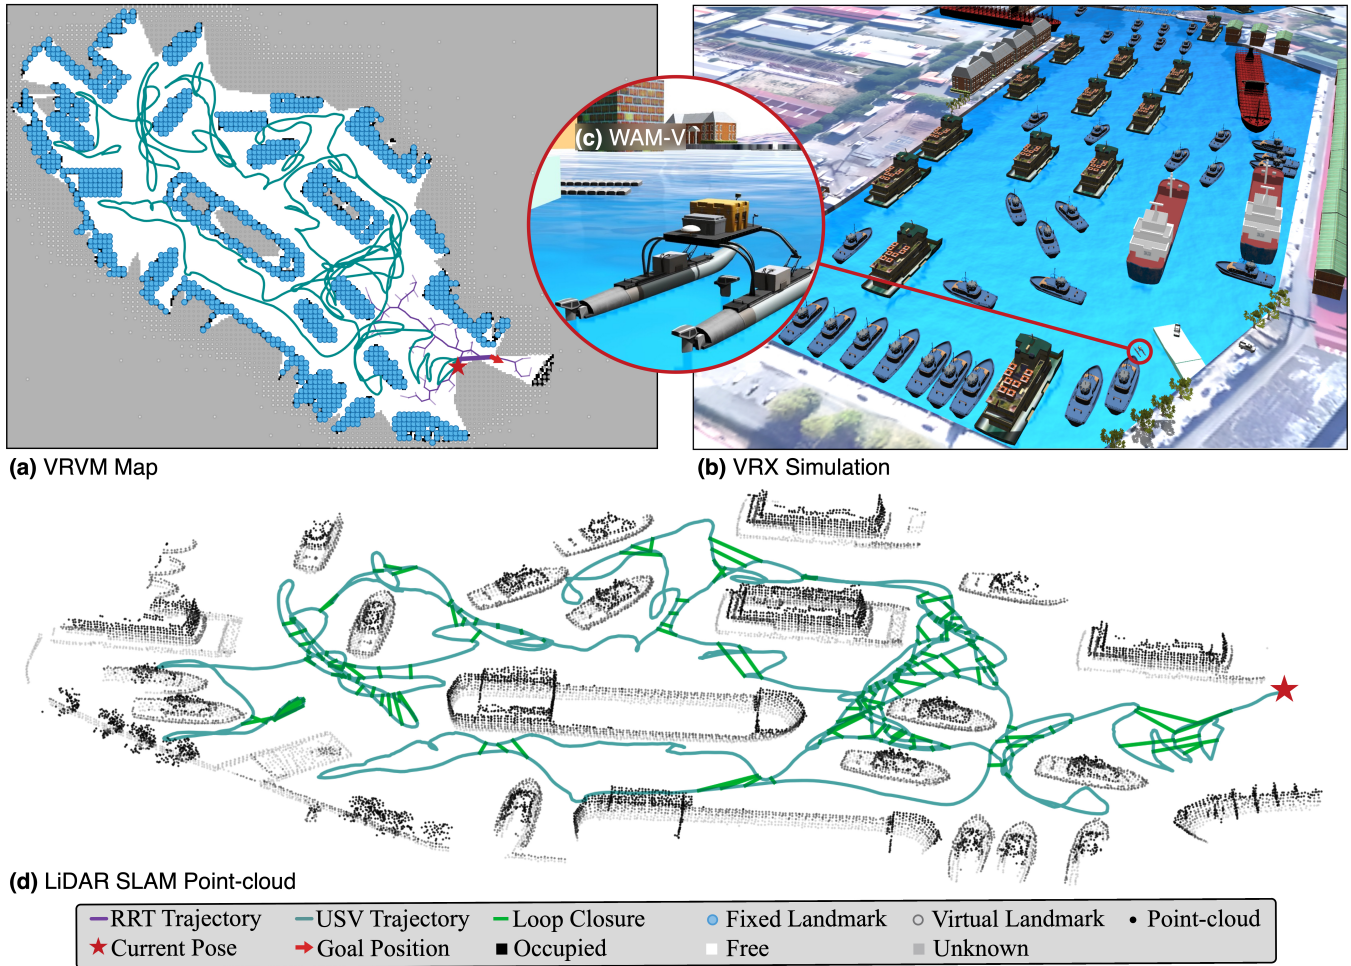 (c) WAM-V
(a) VRVM Map
(b) VRX Simulation
(d) LiDAR SLAM Point-cloud
RRT Trajectory USV Trajectory Loop Closure Fixed Landmark Virtual Landmark Point-cloud
Current Pose Goal Position Occupied Free Unknown